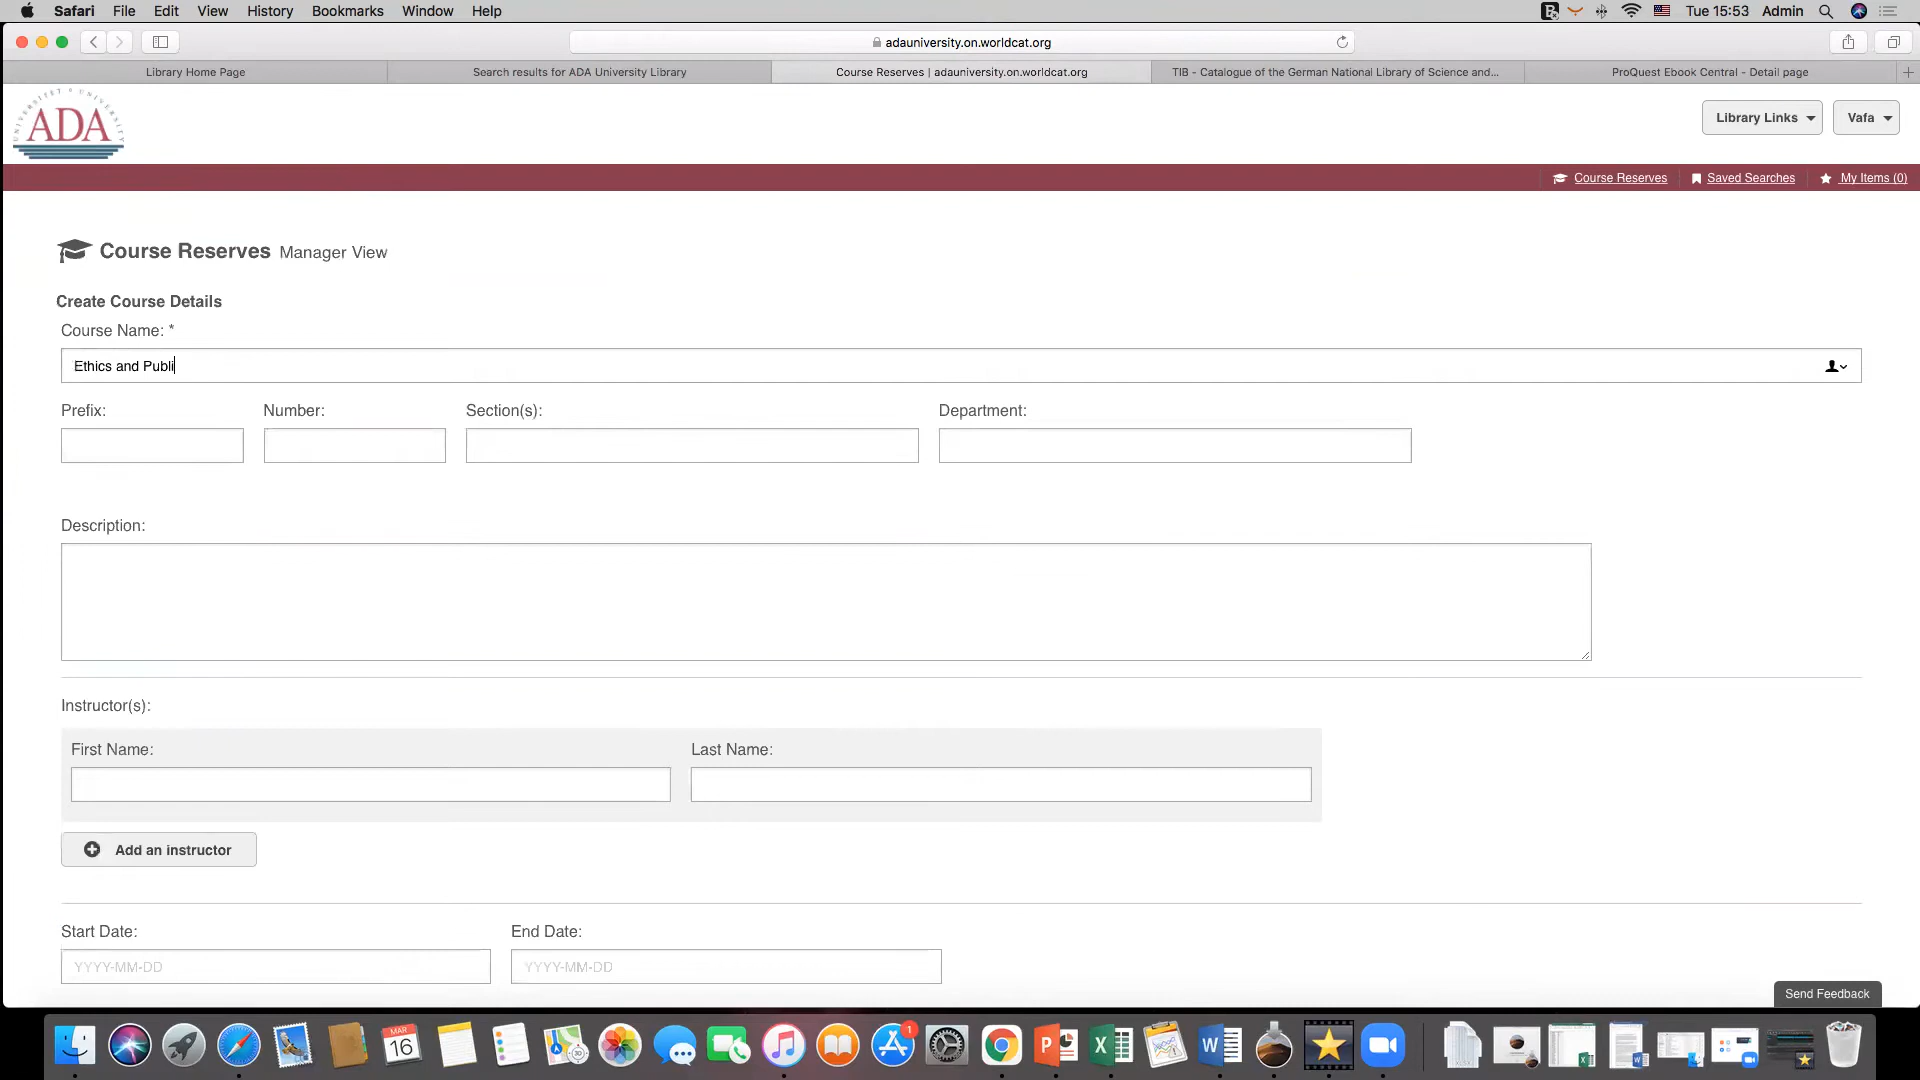 Safari File Edit View History Bookmarks Window Help Tue 15:53 Admin
adauniversity.on.worldcat.org
Library Home Page Search results for ADA University Library Course Reserves | adauniversity.on.worldcat.org TIB - Catalogue of the German National Library of Science and... ProQuest Ebook Central - Detail page
ADA
Library Links Vafa
Course Reserves Saved Searches My Items (0)
Course Reserves Manager View
Create Course Details
Course Name: *
Ethics and Publi
Prefix: Number: Section(s): Department:
Description:
Instructor(s):
First Name: Last Name:
Add an instructor
Start Date: End Date:
YYYY-MM-DD YYYY-MM-DD
Send Feedback
MAR
16
1